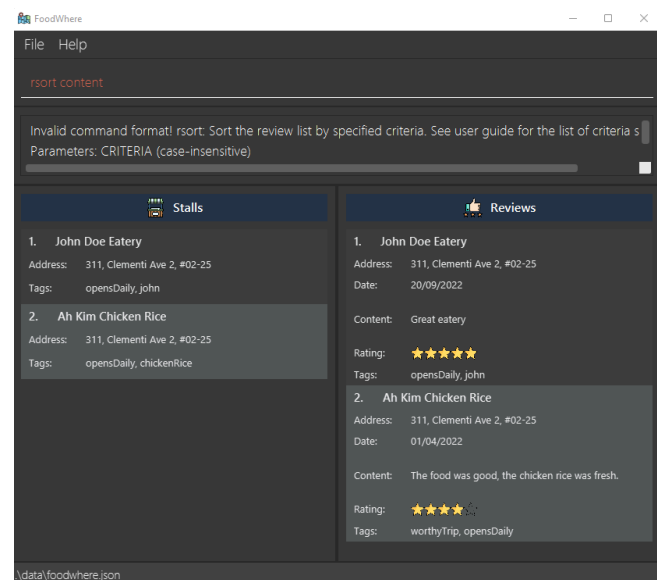 FoodWhere
File Help
rsort content
Invalid command format! rsort: Sort the review list by specified criteria. See user guide for the list of criteria s
Parameters: CRITERIA (case-insensitive)
Stalls
1. John Doe Eatery
Address: 311, Clementi Ave 2, #02-25
Tags: opensDaily, john
2. Ah Kim Chicken Rice
Address: 311, Clementi Ave 2, #02-25
Tags: opensDaily, chickenRice
Reviews
1. John Doe Eatery
Address: 311, Clementi Ave 2, #02-25
Date: 20/09/2022
Content: Great eatery
Rating:
Tags: opensDaily, john
2. Ah Kim Chicken Rice
Address: 311, Clementi Ave 2, #02-25
Date: 01/04/2022
Content: The food was good, the chicken rice was fresh.
Rating:
Tags: worthyTrip, opensDaily
.\data\foodwhere.json